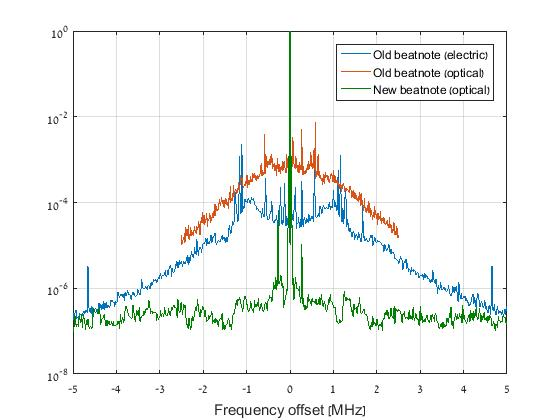 10^0
Old beatnote (electric)
Old beatnote (optical)
New beatnote (optical)
10^-2
10^-4
10^-6
10^-8
-5 -4 -3 -2 -1 0 1 2 3 4 5
Frequency offset [MHz]